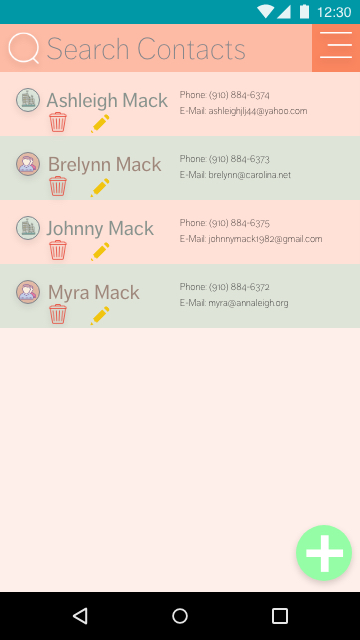 12:30
Search Contacts
Ashleigh Mack
Phone: (910) 884-6374
E-Mail: ashleighjlj44@yahoo.com
Brelynn Mack
Phone: (910) 884-6373
E-Mail: brelynn@carolina.net
Johnny Mack
Phone: (910) 884-6375
E-Mail: johnnymack1982@gmail.com
Myra Mack
Phone: (910) 884-6372
E-Mail: myra@annaleigh.org